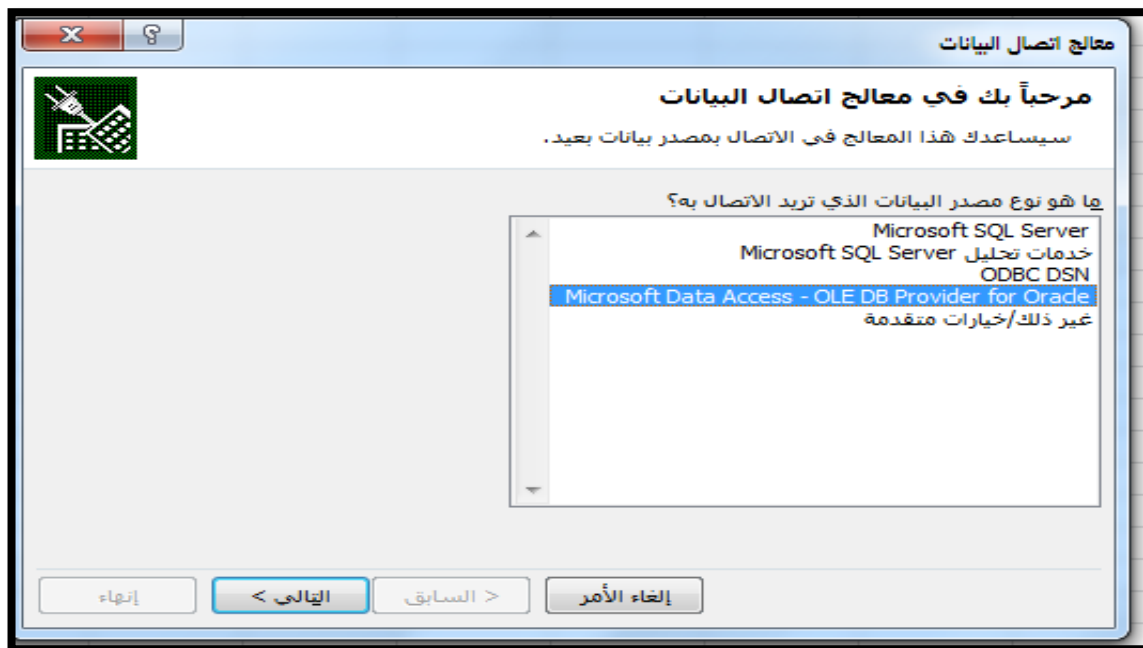 معالج اتصال البيانات
مرحباً بك في معالج اتصال البيانات
سيساعدك هذا المعالج في الاتصال بمصدر بيانات بعيد.
ما هو نوع مصدر البيانات الذي تريد الاتصال به؟
Microsoft SQL Server
خدمات تحليل Microsoft SQL Server
ODBC DSN
Microsoft Data Access - OLE DB Provider for Oracle
غير ذلك/خيارات متقدمة
إلغاء الأمر
< السابق
التالي >
إنهاء